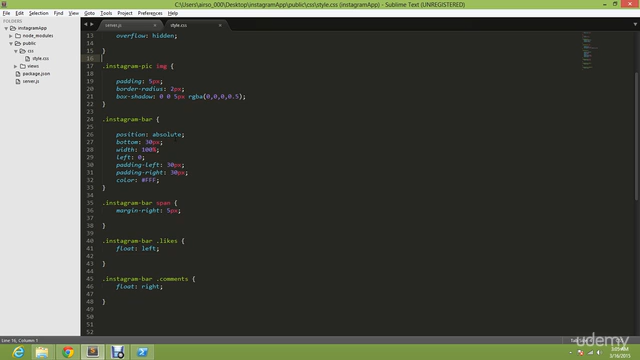 C:\Users\airso_000\Desktop\instagramApp\public\css\style.css (instagramApp) - Sublime Text (UNREGISTERED)
File Edit Selection Find View Goto Tools Project Preferences Help
FOLDERS
instagramApp
node_modules
public
css
style.css
views
package.json
server.js
server.js
style.css
13 overflow: hidden;
14
15 }
16
17 .instagram-pic img {
18
19 padding: 5px;
20 border-radius: 2px;
21 box-shadow: 0 0 5px rgba(0,0,0,0.5);
22 }
23
24 .instagram-bar {
25
26 position: absolute;
27 bottom: 30px;
28 width: 100%;
29 left: 0;
30 padding-left: 30px;
31 padding-right: 30px;
32 color: #FFF;
33 }
34
35 .instagram-bar span {
36 margin-right: 5px;
37
38 }
39
40 .instagram-bar .likes {
41 float: left;
42
43 }
44
45 .instagram-bar .comments {
46 float: right;
47
48 }
49
50
51
52
Line 16, Column 1
udemy
3/16/2015